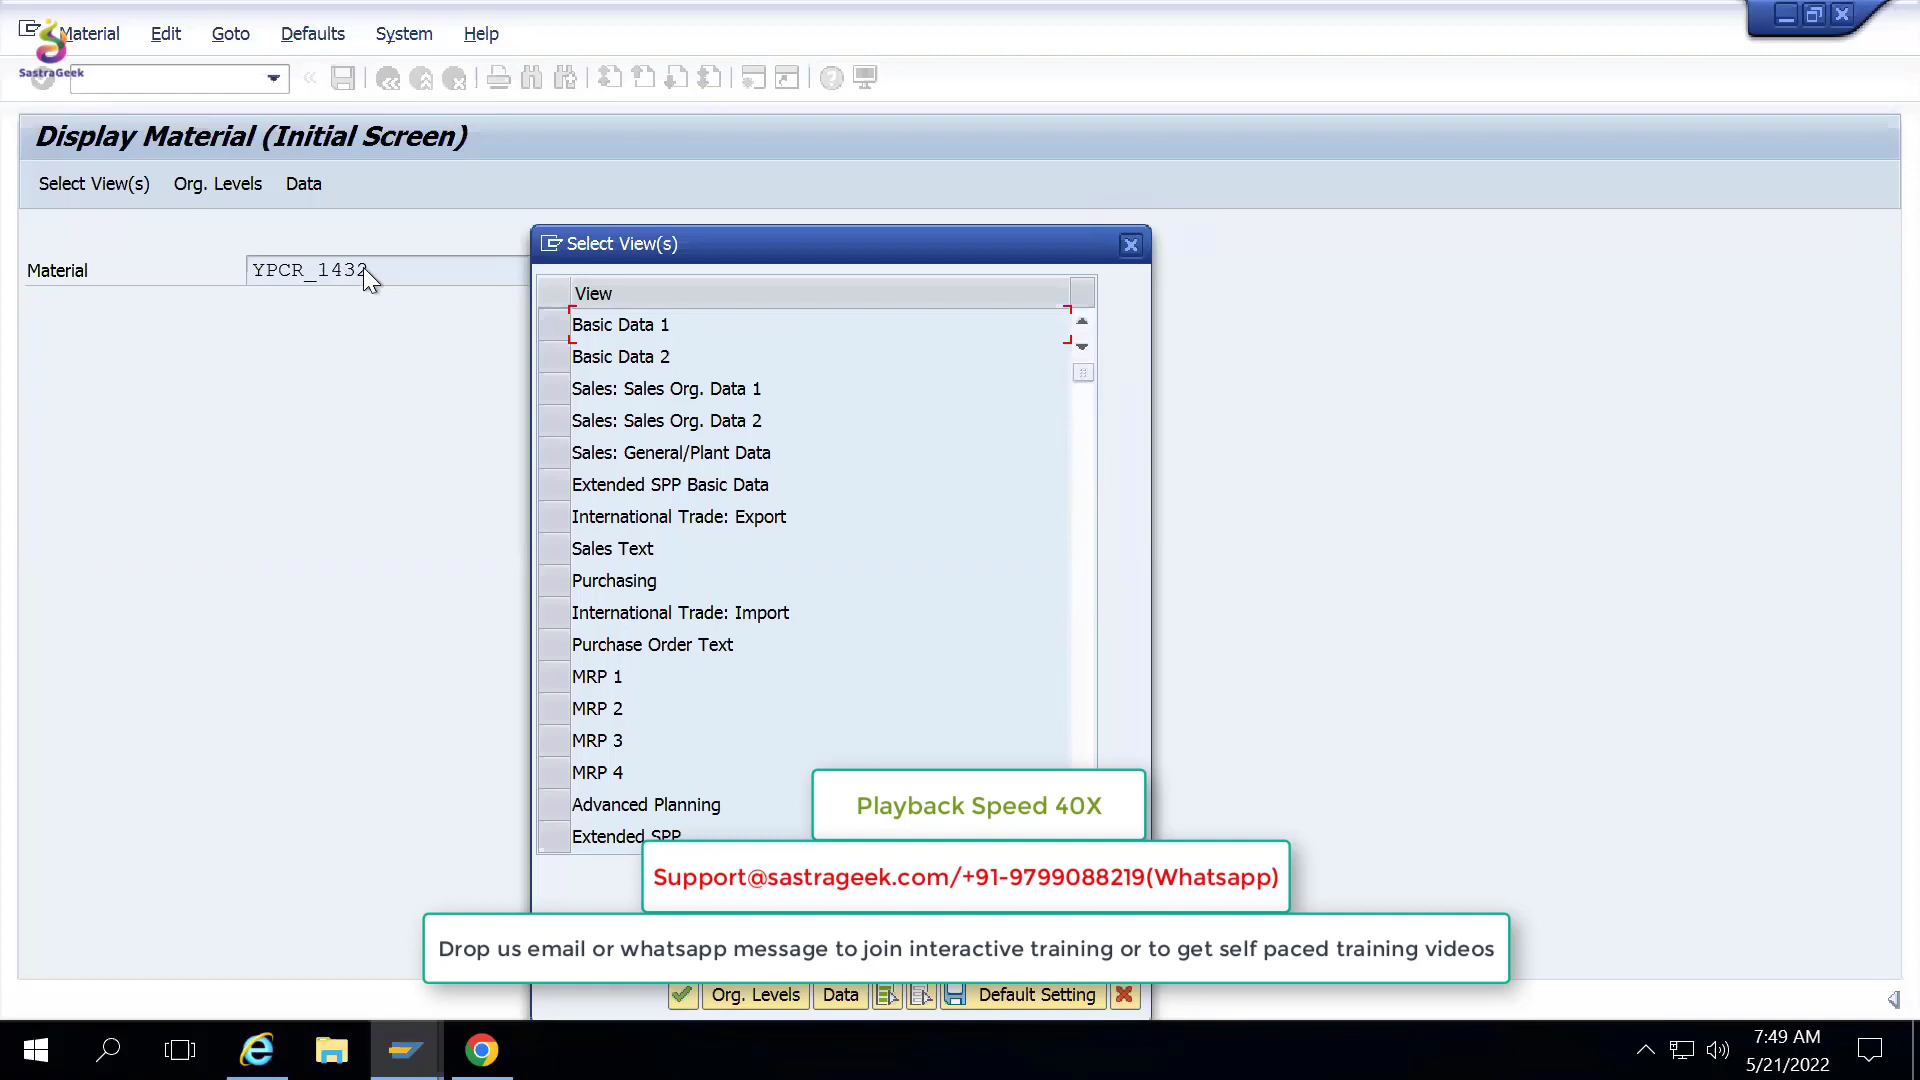 Material Edit Goto Defaults System Help
SastraGeek
Display Material (Initial Screen)
Select View(s) Org. Levels Data
Select View(s)
Material YPCR_1432
View
Basic Data 1
Basic Data 2
Sales: Sales Org. Data 1
Sales: Sales Org. Data 2
Sales: General/Plant Data
Extended SPP Basic Data
International Trade: Export
Sales Text
Purchasing
International Trade: Import
Purchase Order Text
MRP 1
MRP 2
MRP 3
MRP 4
Advanced Planning
Extended SPP
Playback Speed 40X
Support@sastrageek.com/+91-9799088219(Whatsapp)
Drop us email or whatsapp message to join interactive training or to get self paced training videos
Org. Levels Data Default Setting
7:49 AM
5/21/2022